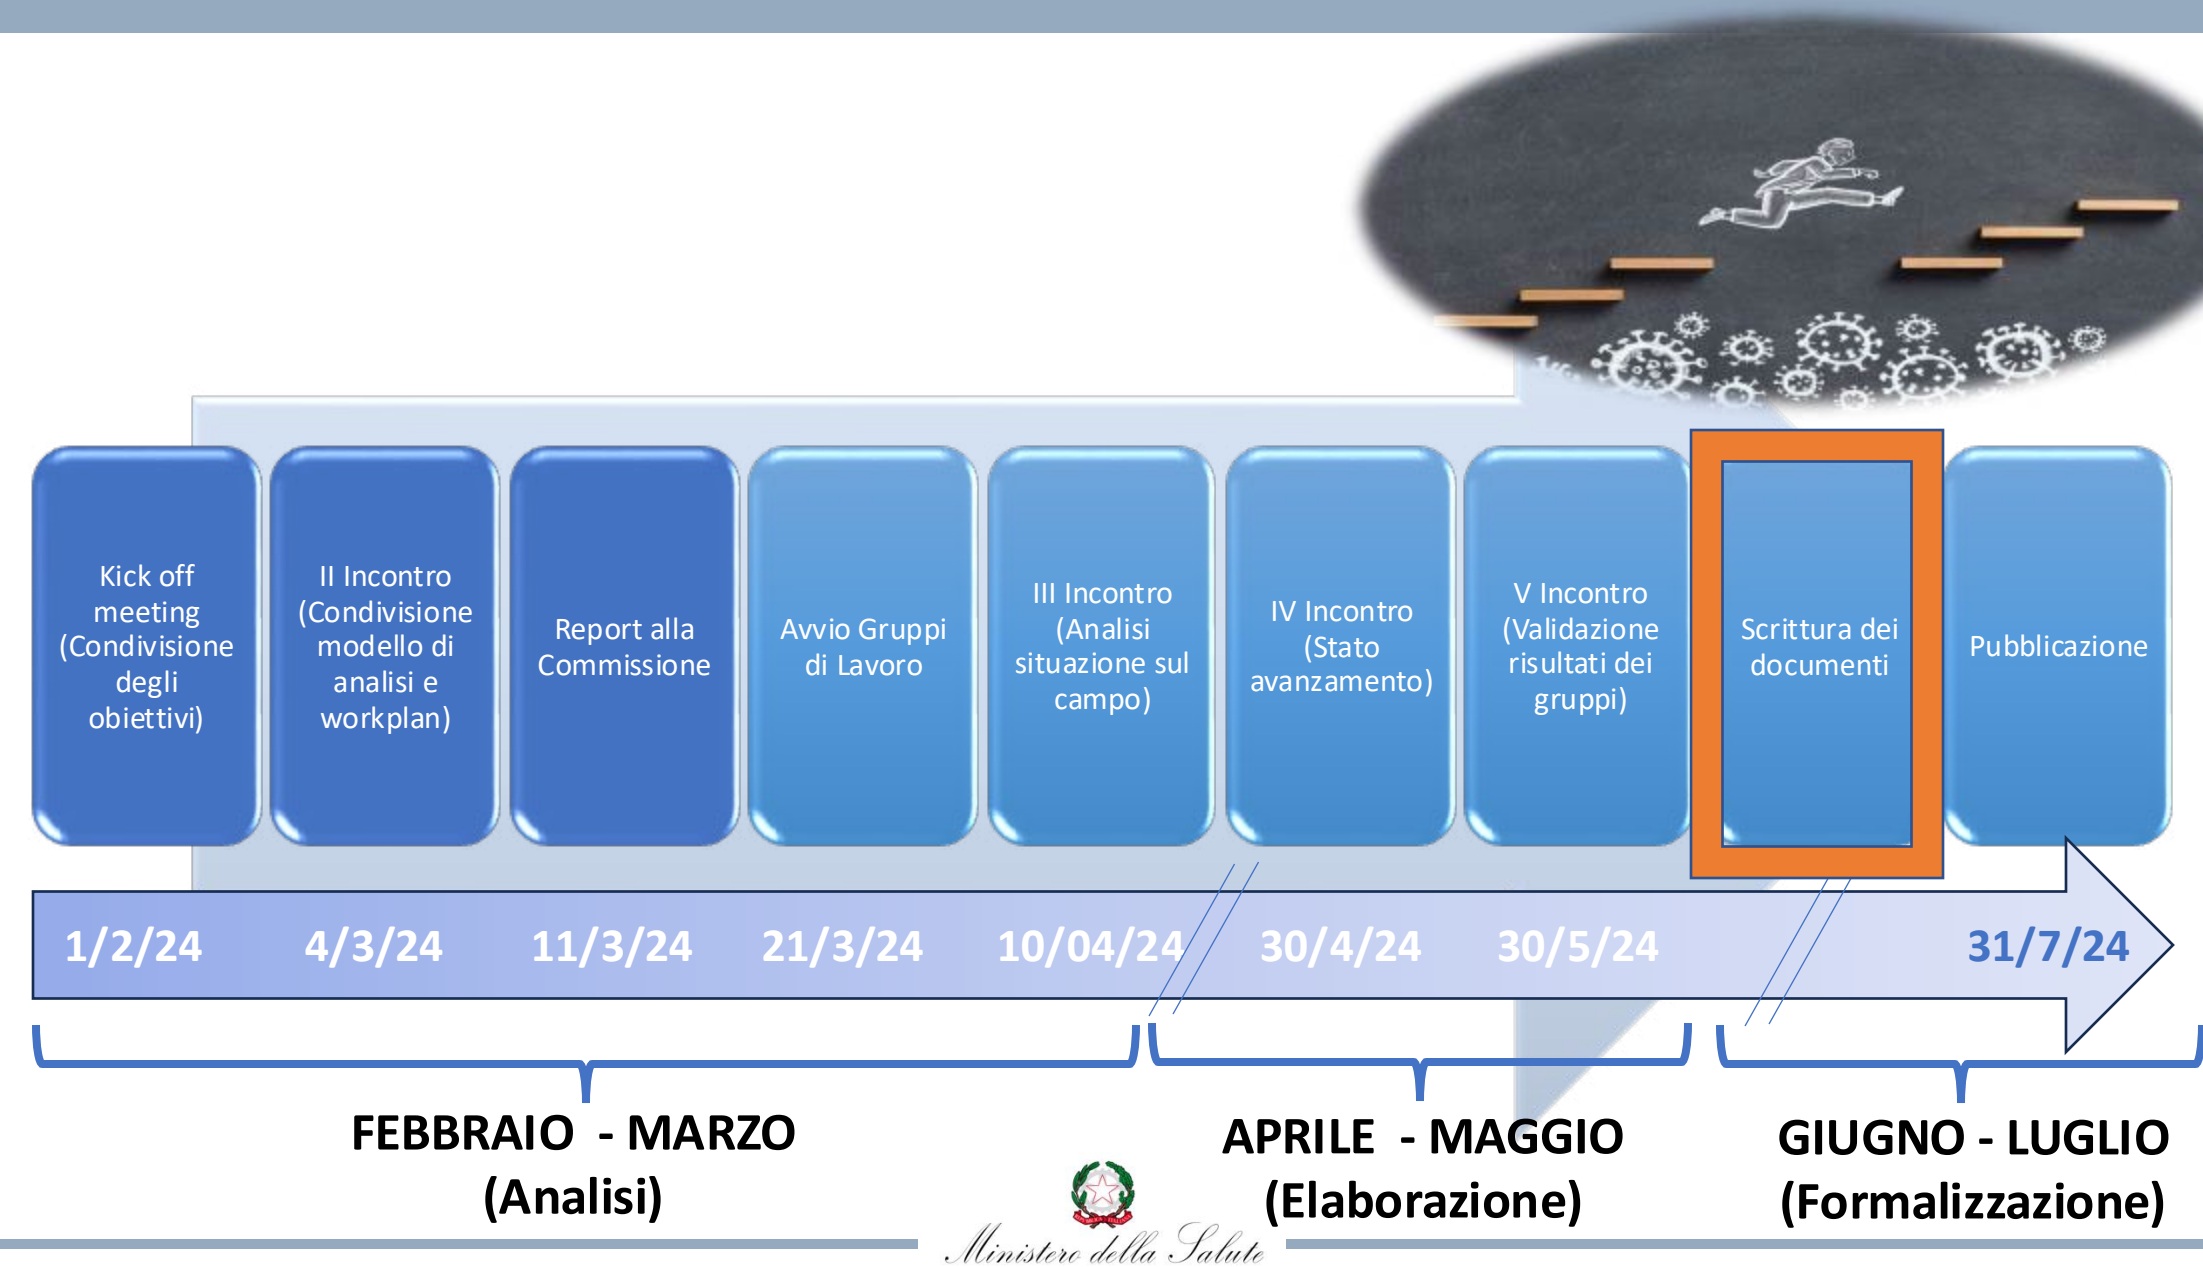 Kick off
meeting
(Condivisione
degli
obiettivi)
II Incontro
(Condivisione
modello di
analisi e
workplan)
Report alla
Commissione
Avvio Gruppi
di Lavoro
III Incontro
(Analisi
situazione sul
campo)
IV Incontro
(Stato
avanzamento)
V Incontro
(Validazione
risultati dei
gruppi)
Scrittura dei
documenti
Pubblicazione
1/2/24
4/3/24
11/3/24
21/3/24
10/04/24
30/4/24
30/5/24
31/7/24
FEBBRAIO - MARZO
(Analisi)
APRILE - MAGGIO
(Elaborazione)
GIUGNO - LUGLIO
(Formalizzazione)
Ministero della Salute